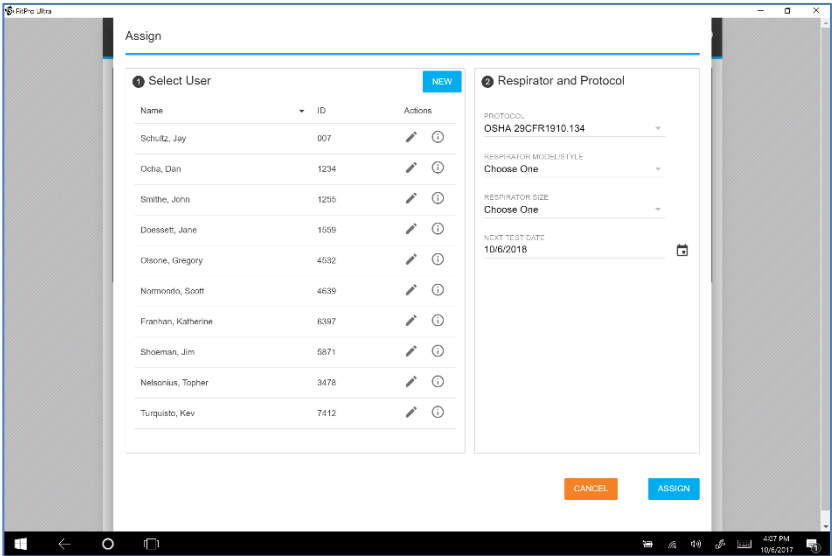 FitPro Ultra
Assign
1 Select User
NEW
Name ID Actions
Schultz, Jay 007
Ocha, Dan 1234
Smithe, John 1255
Doessett, Jane 1559
Olsone, Gregory 4532
Normondo, Scott 4639
Franhan, Katherine 6397
Shoeman, Jim 5871
Nelsonius, Topher 3478
Turquisto, Kev 7412
2 Respirator and Protocol
PROTOCOL
OSHA 29CFR1910.134
RESPIRATOR MODEL/STYLE
Choose One
RESPIRATOR SIZE
Choose One
NEXT TEST DATE
10/6/2018
CANCEL ASSIGN
4:07 PM
10/6/2017
1